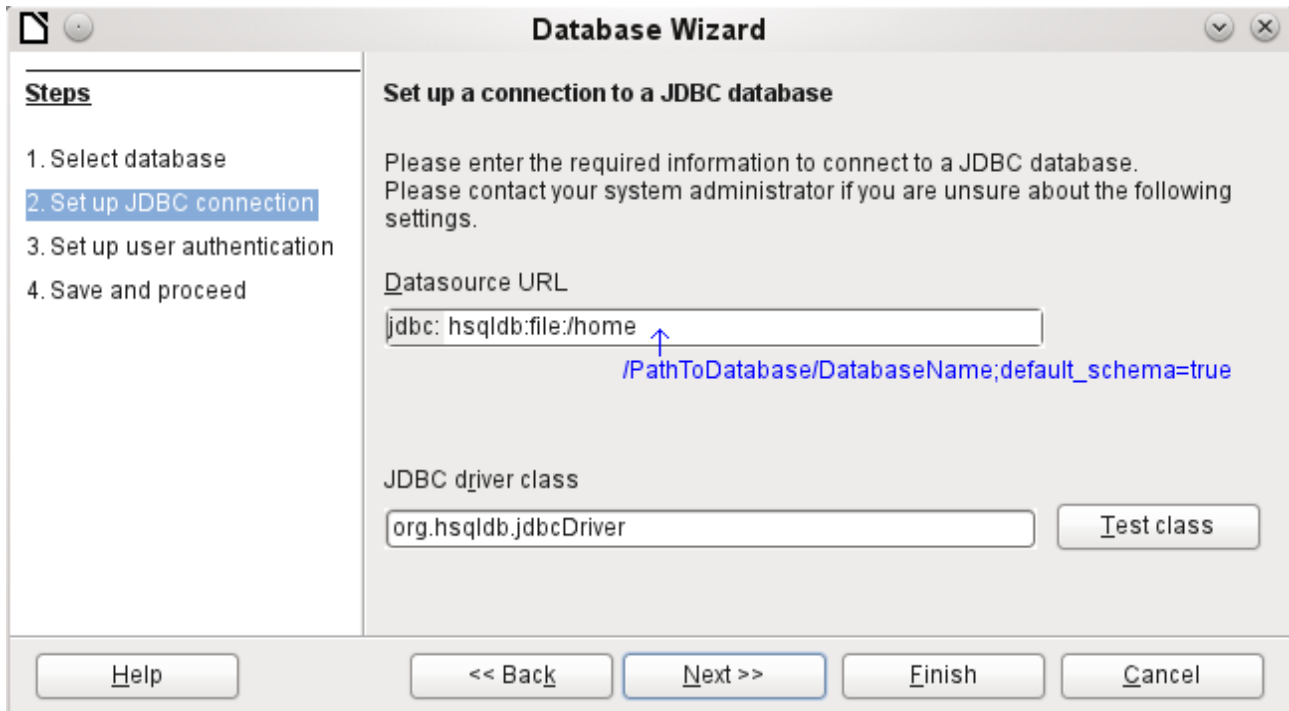 Database Wizard
Steps
1. Select database
2. Set up JDBC connection
3. Set up user authentication
4. Save and proceed
Set up a connection to a JDBC database
Please enter the required information to connect to a JDBC database.
Please contact your system administrator if you are unsure about the following
settings.
Datasource URL
jdbc: hsqldb:file:/home
/PathToDatabase/DatabaseName;default_schema=true
JDBC driver class
org.hsqldb.jdbcDriver
Test class
Help
<< Back
Next >>
Finish
Cancel